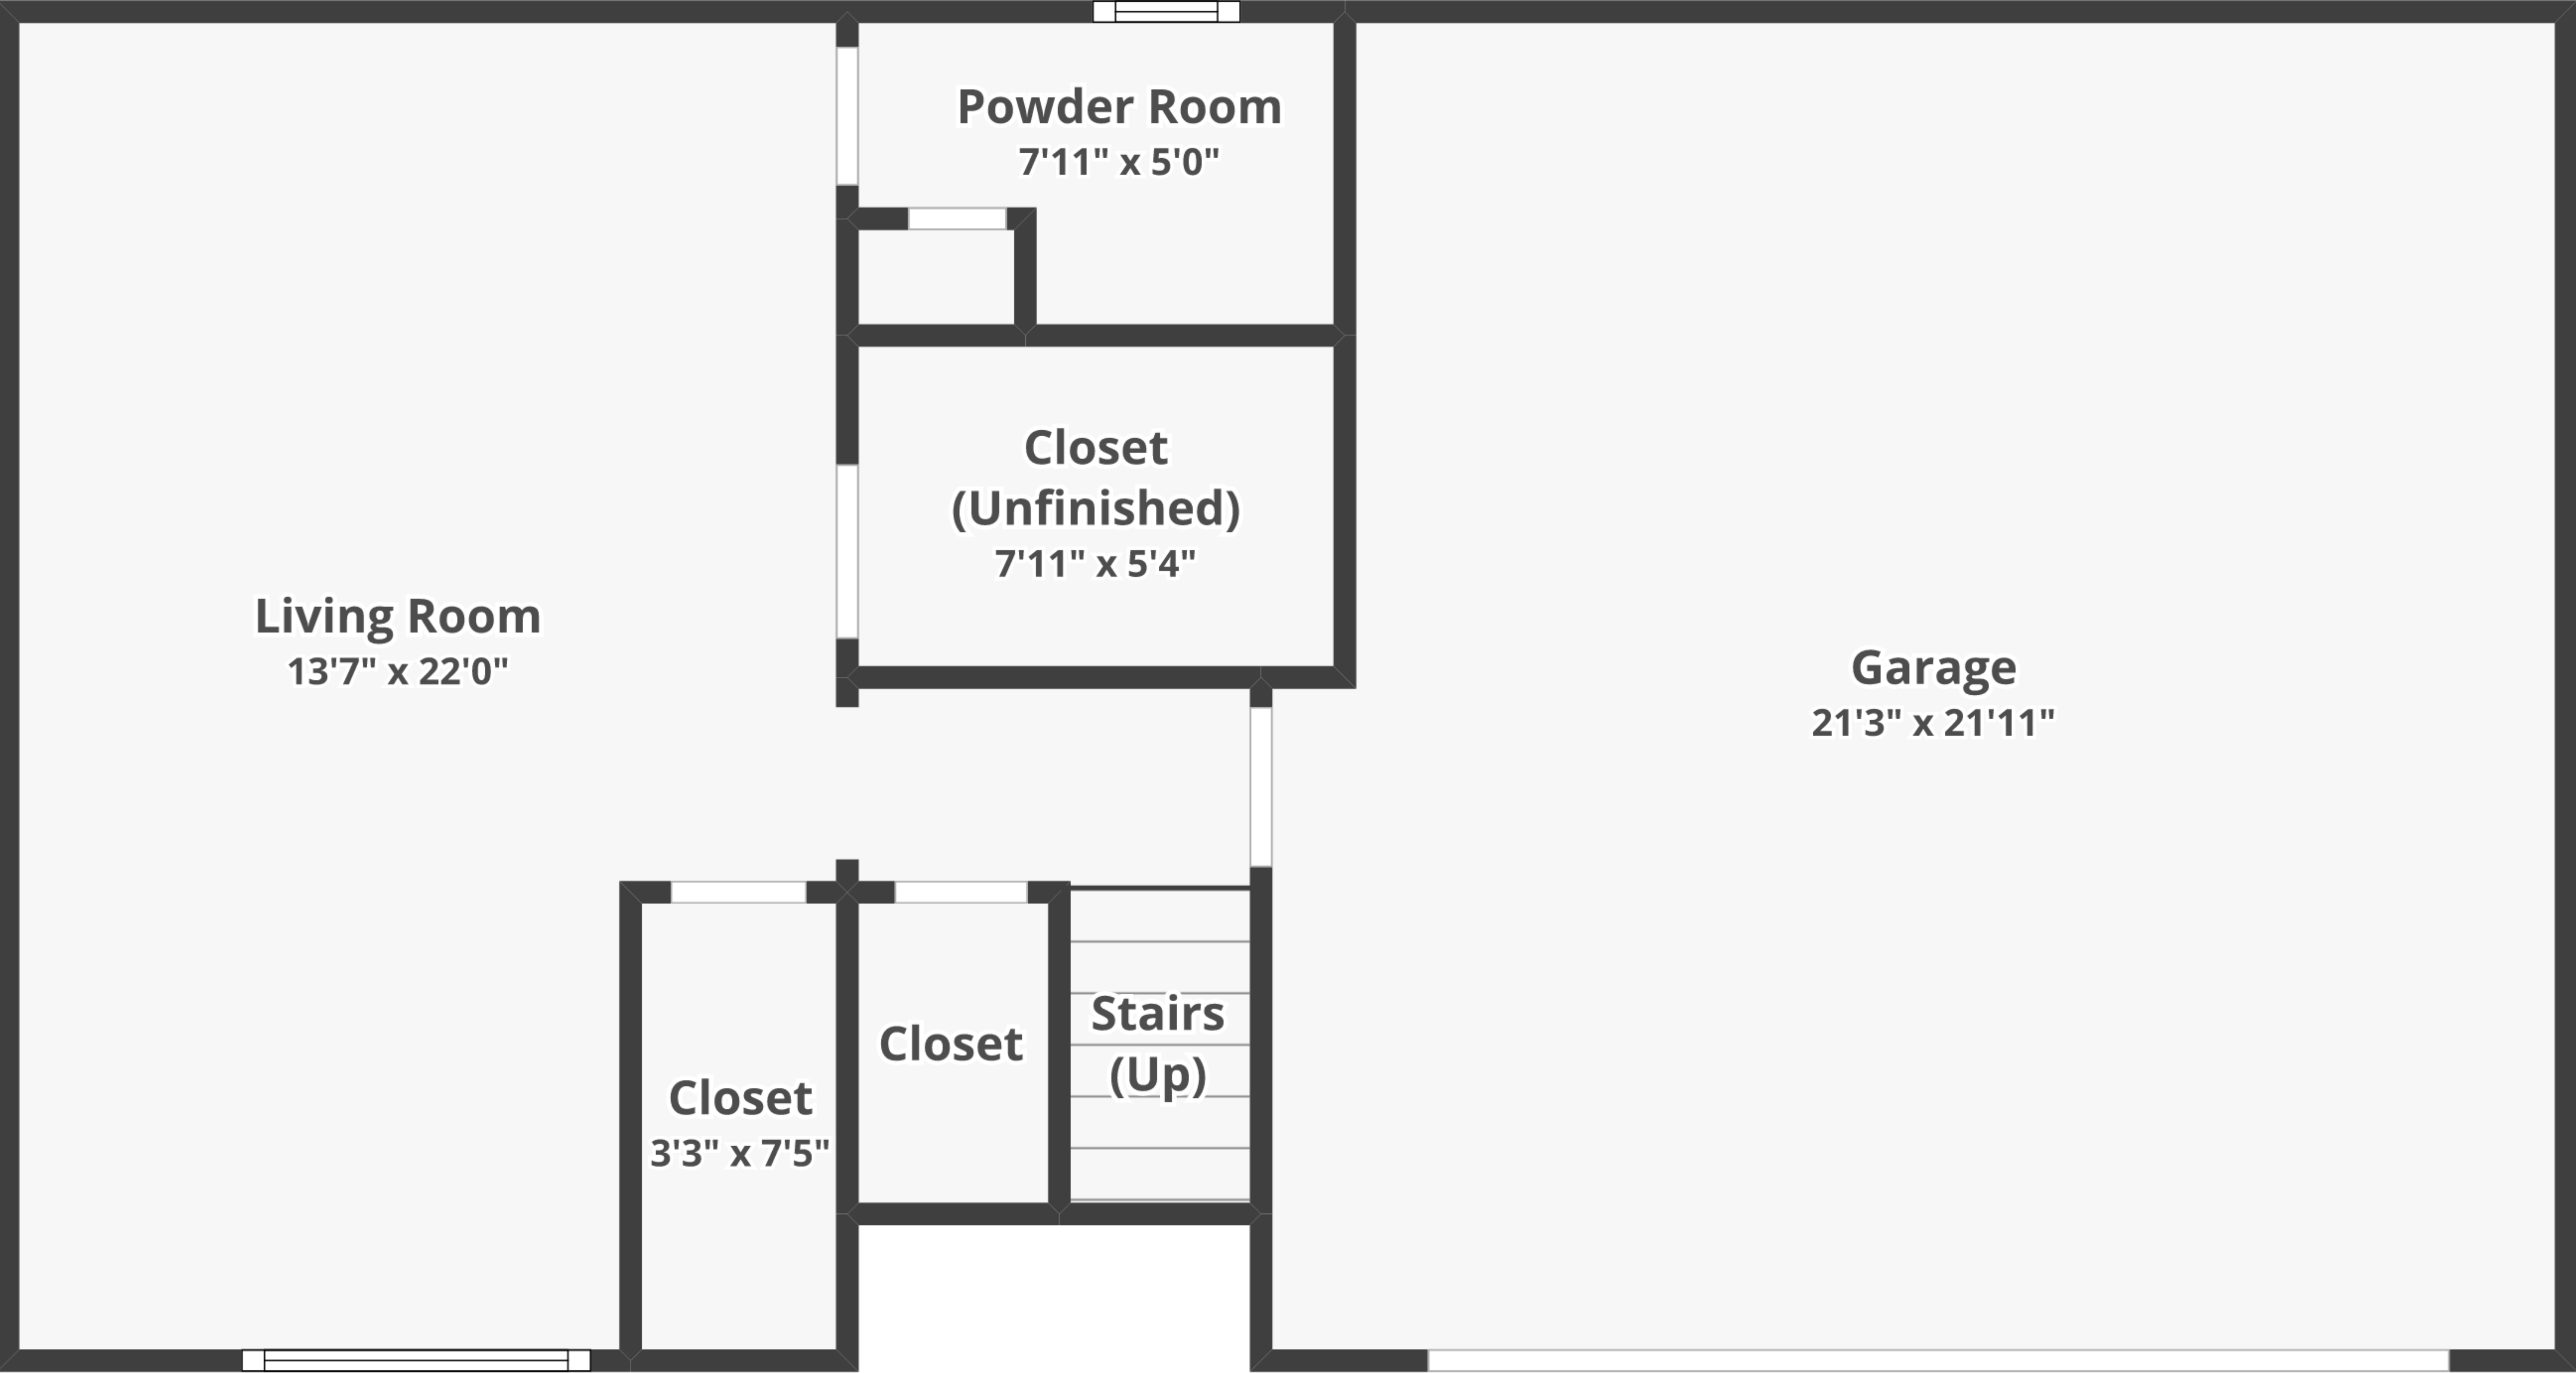 Powder Room
7'11" x 5'0"
Closet
(Unfinished)
7'11" x 5'4"
Living Room
13'7" x 22'0"
Garage
21'3" x 21'11"
Closet
3'3" x 7'5"
Closet
Stairs
(Up)